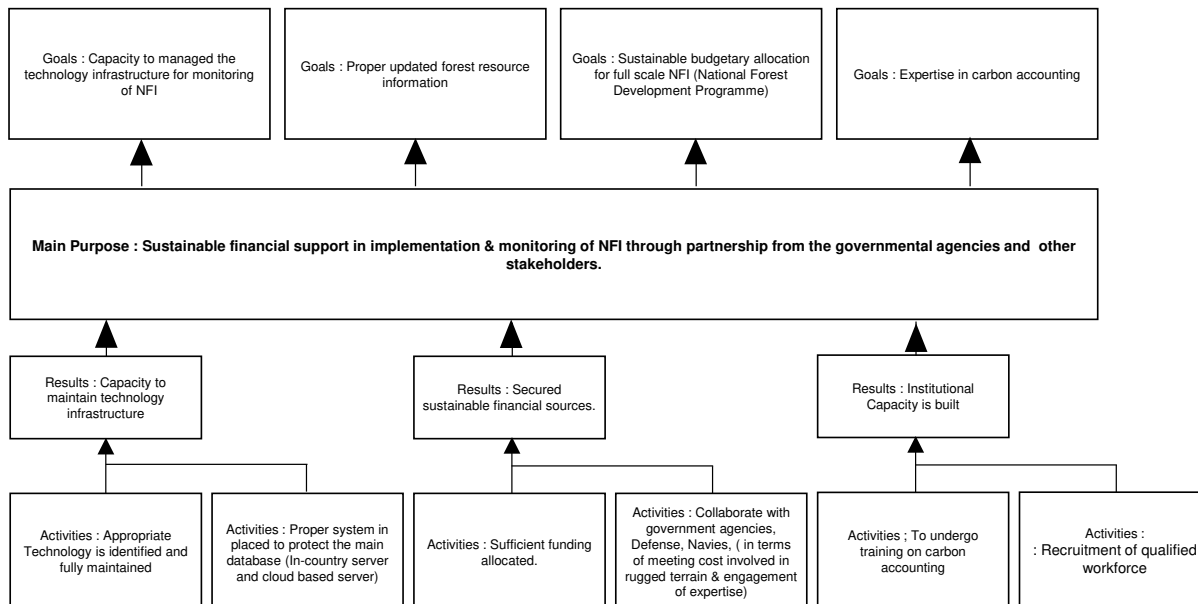 Goals : Capacity to managed the
technology infrastructure for monitoring
of NFI
Goals : Proper updated forest resource
information
Goals : Sustainable budgetary allocation
for full scale NFI (National Forest
Development Programme)
Goals : Expertise in carbon accounting
Main Purpose : Sustainable financial support in implementation & monitoring of NFI through partnership from the governmental agencies and other
stakeholders.
Results : Capacity to
maintain technology
infrastructure
Results : Secured
sustainable financial sources.
Results : Institutional
Capacity is built
Activities : Appropriate
Technology is identified and
fully maintained
Activities : Proper system in
placed to protect the main
database (In-country server
and cloud based server)
Activities : Sufficient funding
allocated.
Activities : Collaborate with
government agencies,
Defense, Navies, ( in terms
of meeting cost involved in
rugged terrain & engagement
of expertise)
Activities ; To undergo
training on carbon
accounting
Activities :
: Recruitment of qualified
workforce